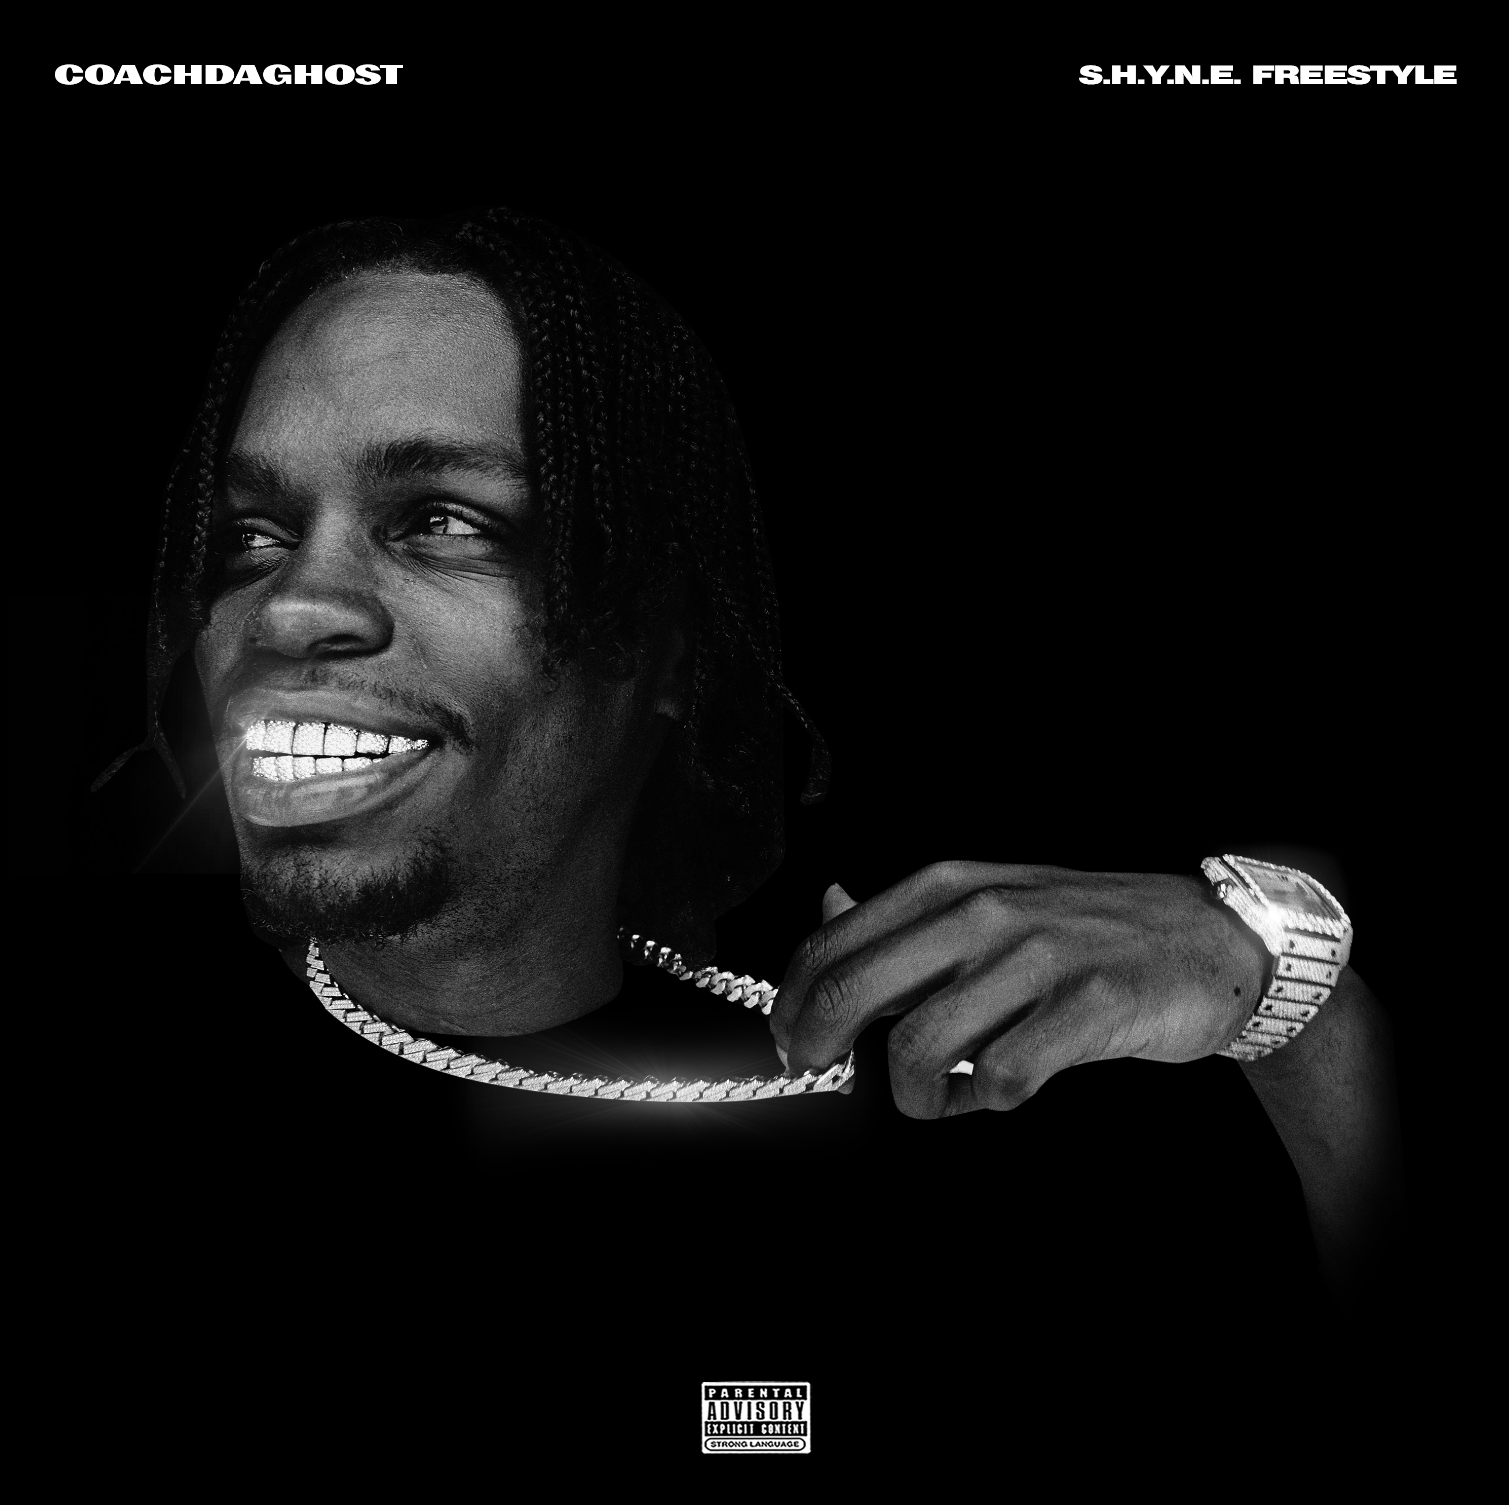 COACHDAGHOST
S.H.Y.N.E. FREESTYLE
PARENTAL
ADVISORY
EXPLICIT CONTENT
STRONG LANGUAGE